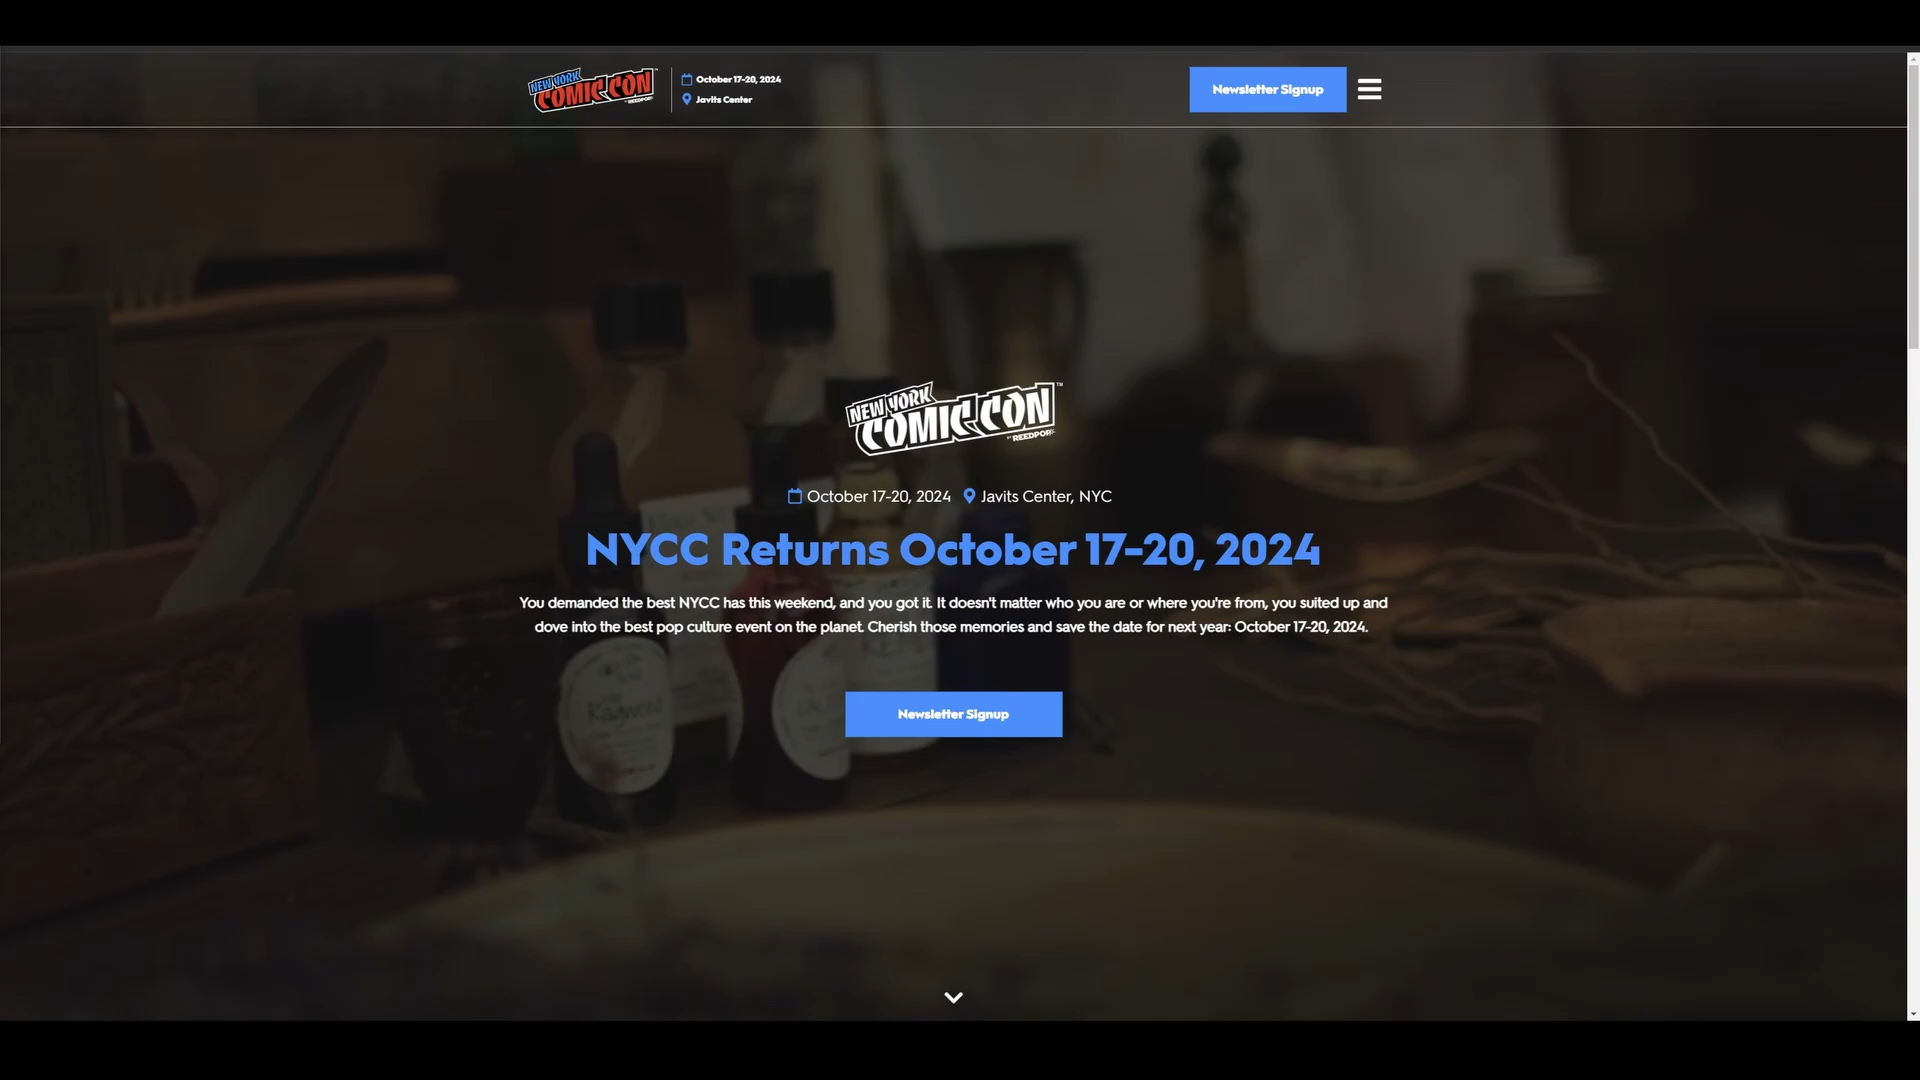 NEW YORK
COMIC CON
BY REEDPOP
October 17-20, 2024
Javits Center
Newsletter Signup
NEW YORK
COMIC CON™
BY REEDPOP
October 17-20, 2024 Javits Center, NYC
NYCC Returns October 17-20, 2024
You demanded the best NYCC has this weekend, and you got it. It doesn't matter who you are or where you're from, you suited up and
dove into the best pop culture event on the planet. Cherish those memories and save the date for next year: October 17-20, 2024.
Ragweed
Newsletter Signup